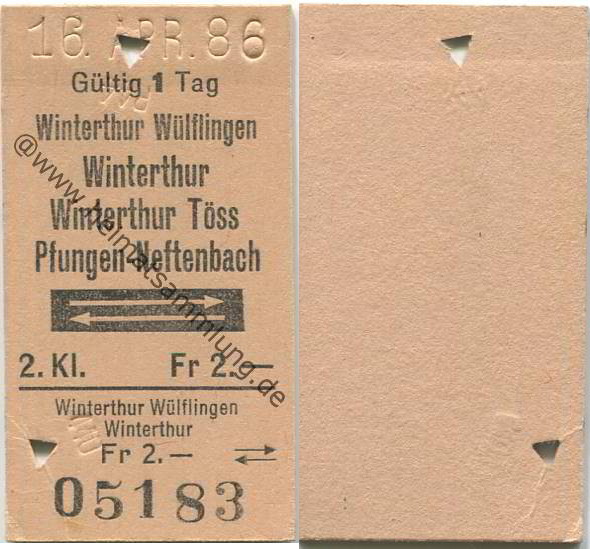 16. APR. 86
Gültig 1 Tag
Winterthur Wülflingen
Winterthur
Winterthur Töss
Pfungen-Neftenbach
2. Kl. Fr 2.—
Winterthur Wülflingen
Winterthur
Fr 2.—
05183
@www.heimatsammlung.de